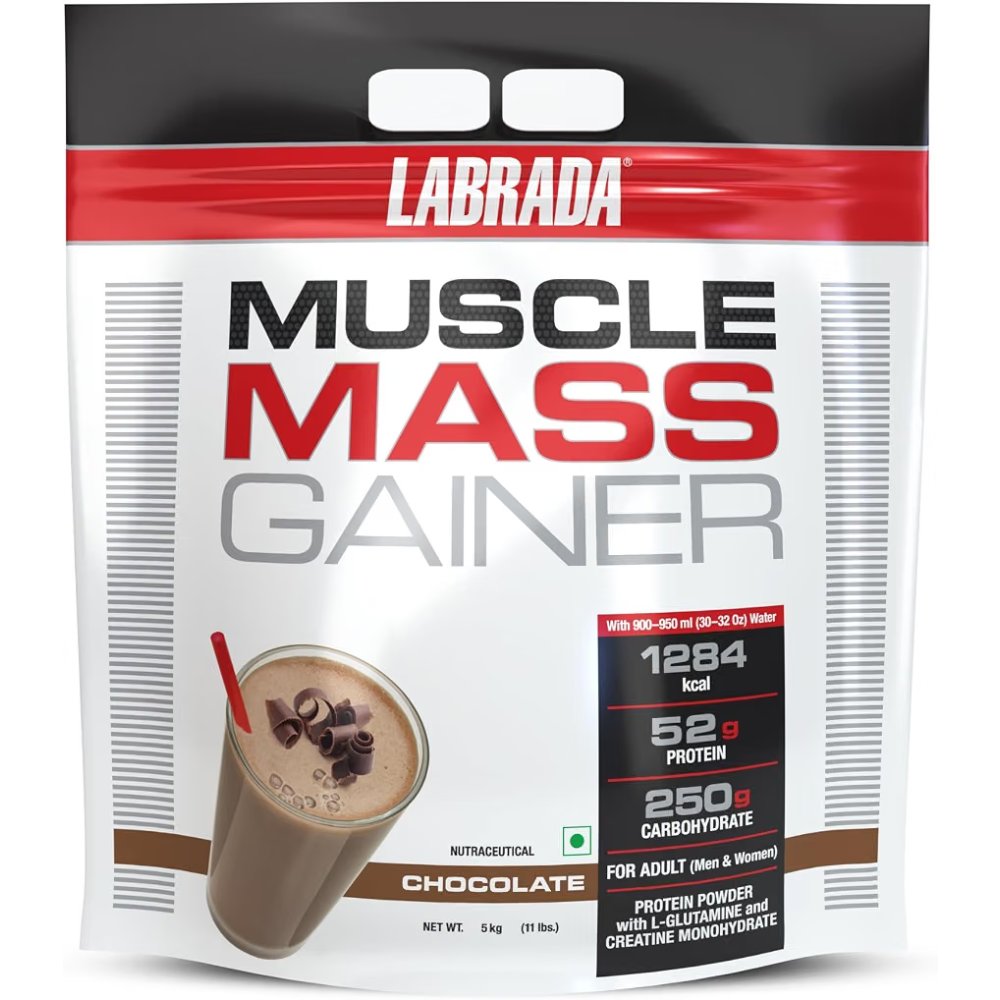 LABRADA®
MUSCLE
MASS
GAINER
With 900–950 ml (30–32 Oz) Water
1284
kcal
52g
PROTEIN
250g
CARBOHYDRATE
FOR ADULT (Men & Women)
PROTEIN POWDER
with L-GLUTAMINE and
CREATINE MONOHYDRATE
NUTRACEUTICAL
CHOCOLATE
NET WT. 5 kg (11 lbs.)